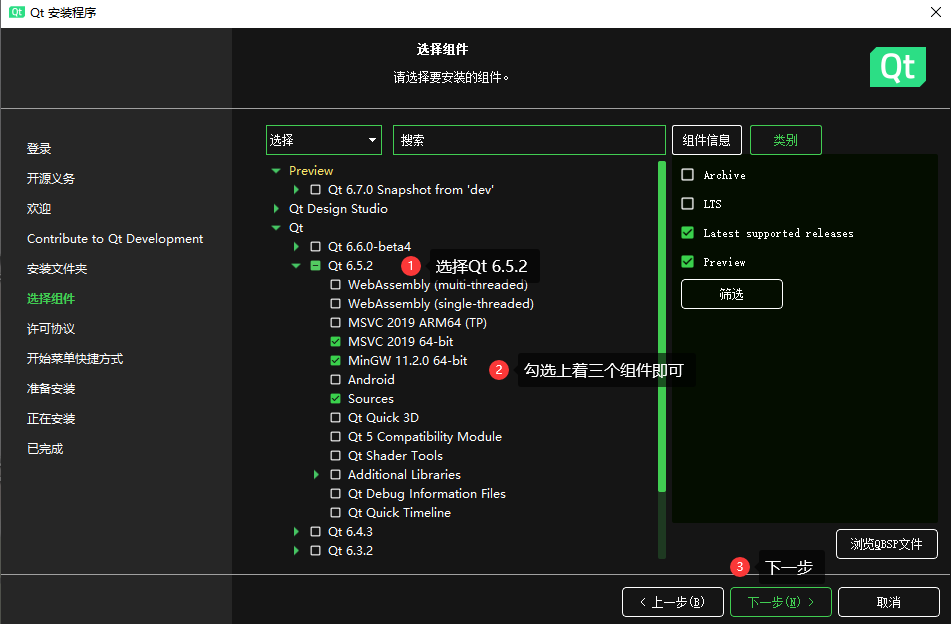 Qt Qt 安装程序
选择组件
请选择要安装的组件。
Qt
登录
开源义务
欢迎
Contribute to Qt Development
安装文件夹
选择组件
许可协议
开始菜单快捷方式
准备安装
正在安装
已完成
选择
搜索
组件信息
类别
Preview
Qt 6.7.0 Snapshot from 'dev'
Qt Design Studio
Qt
Qt 6.6.0-beta4
Qt 6.5.2
1 选择Qt 6.5.2
WebAssembly (multi-threaded)
WebAssembly (single-threaded)
MSVC 2019 ARM64 (TP)
MSVC 2019 64-bit
MinGW 11.2.0 64-bit
2 勾选上着三个组件即可
Android
Sources
Qt Quick 3D
Qt 5 Compatibility Module
Qt Shader Tools
Additional Libraries
Qt Debug Information Files
Qt Quick Timeline
Qt 6.4.3
Qt 6.3.2
Archive
LTS
Latest supported releases
Preview
筛选
浏览QBSP文件
3 下一步
< 上一步(B)
下一步(N) >
取消